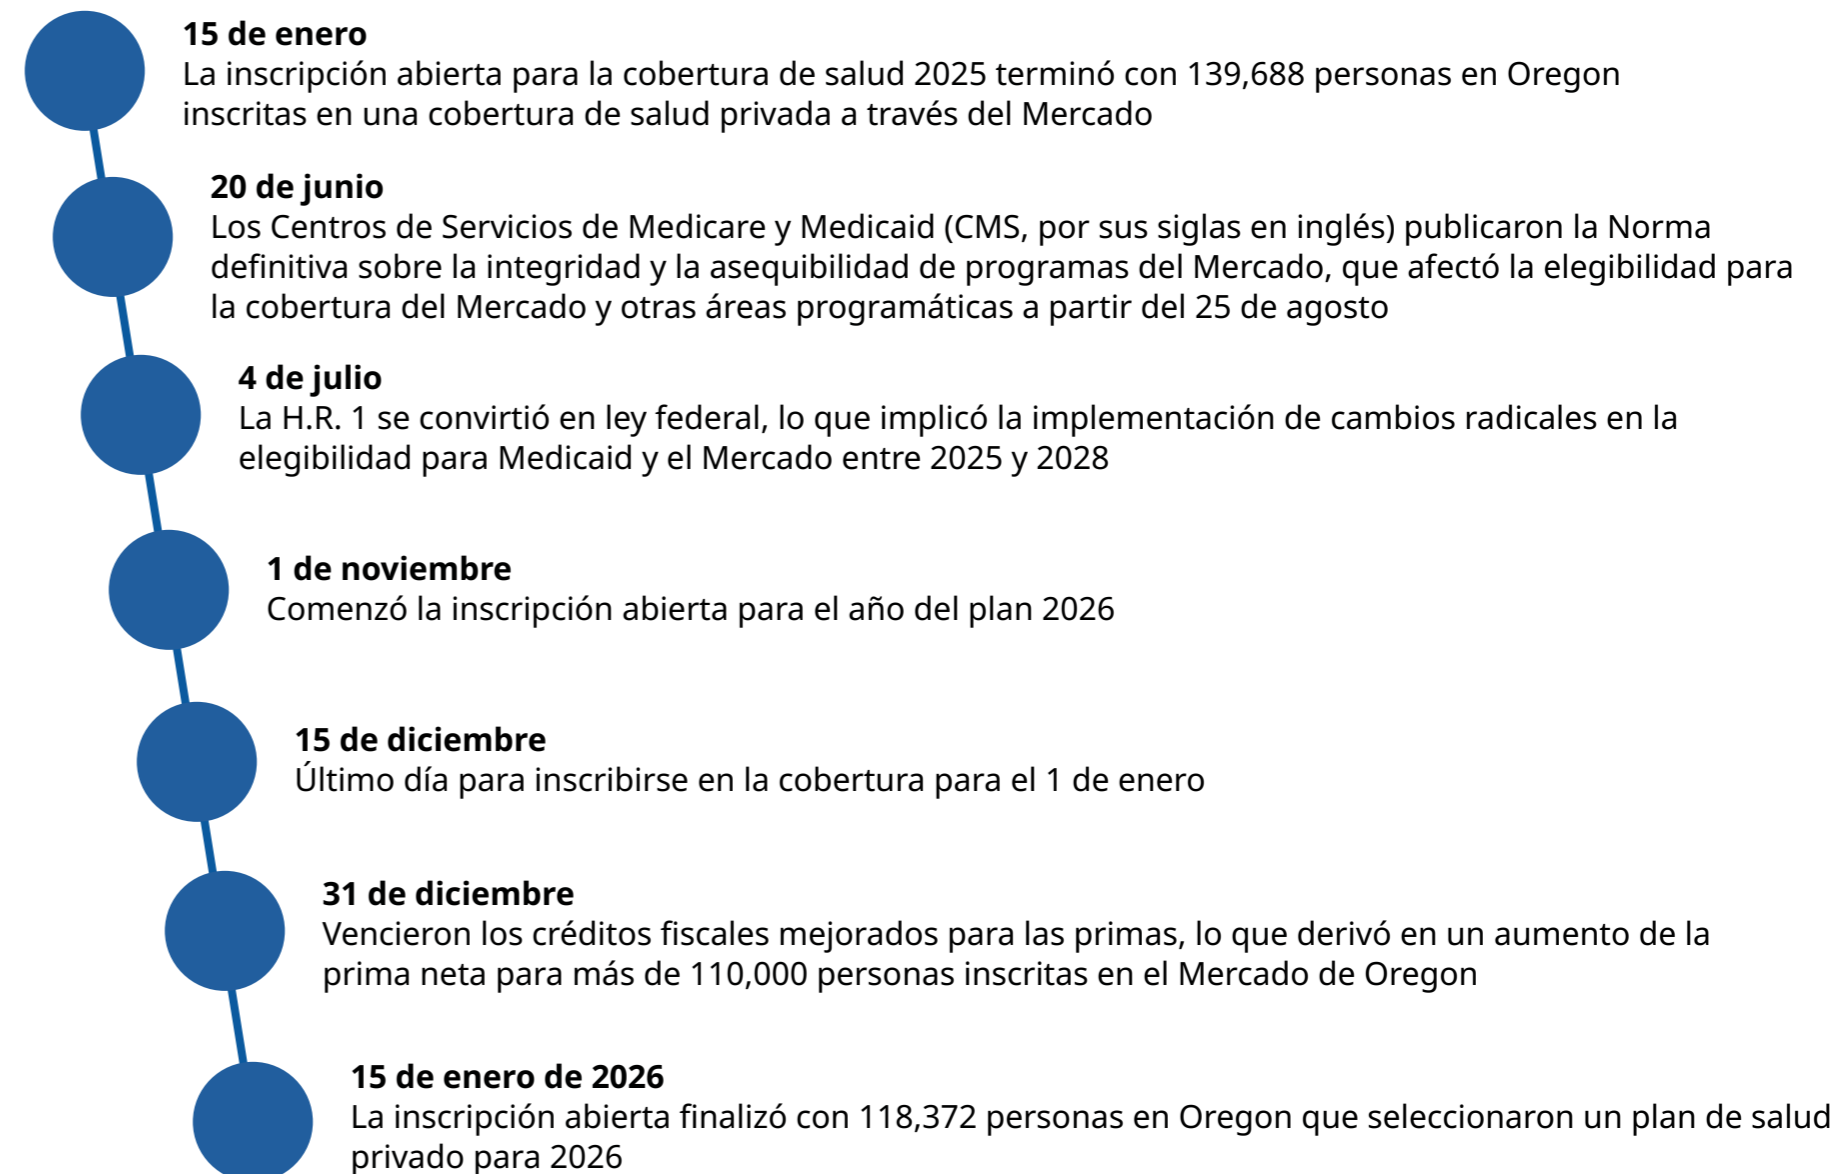 15 de enero
La inscripción abierta para la cobertura de salud 2025 terminó con 139,688 personas en Oregon
inscritas en una cobertura de salud privada a través del Mercado
20 de junio
Los Centros de Servicios de Medicare y Medicaid (CMS, por sus siglas en inglés) publicaron la Norma
definitiva sobre la integridad y la asequibilidad de programas del Mercado, que afectó la elegibilidad para
la cobertura del Mercado y otras áreas programáticas a partir del 25 de agosto
4 de julio
La H.R. 1 se convirtió en ley federal, lo que implicó la implementación de cambios radicales en la
elegibilidad para Medicaid y el Mercado entre 2025 y 2028
1 de noviembre
Comenzó la inscripción abierta para el año del plan 2026
15 de diciembre
Último día para inscribirse en la cobertura para el 1 de enero
31 de diciembre
Vencieron los créditos fiscales mejorados para las primas, lo que derivó en un aumento de la
prima neta para más de 110,000 personas inscritas en el Mercado de Oregon
15 de enero de 2026
La inscripción abierta finalizó con 118,372 personas en Oregon que seleccionaron un plan de salud
privado para 2026